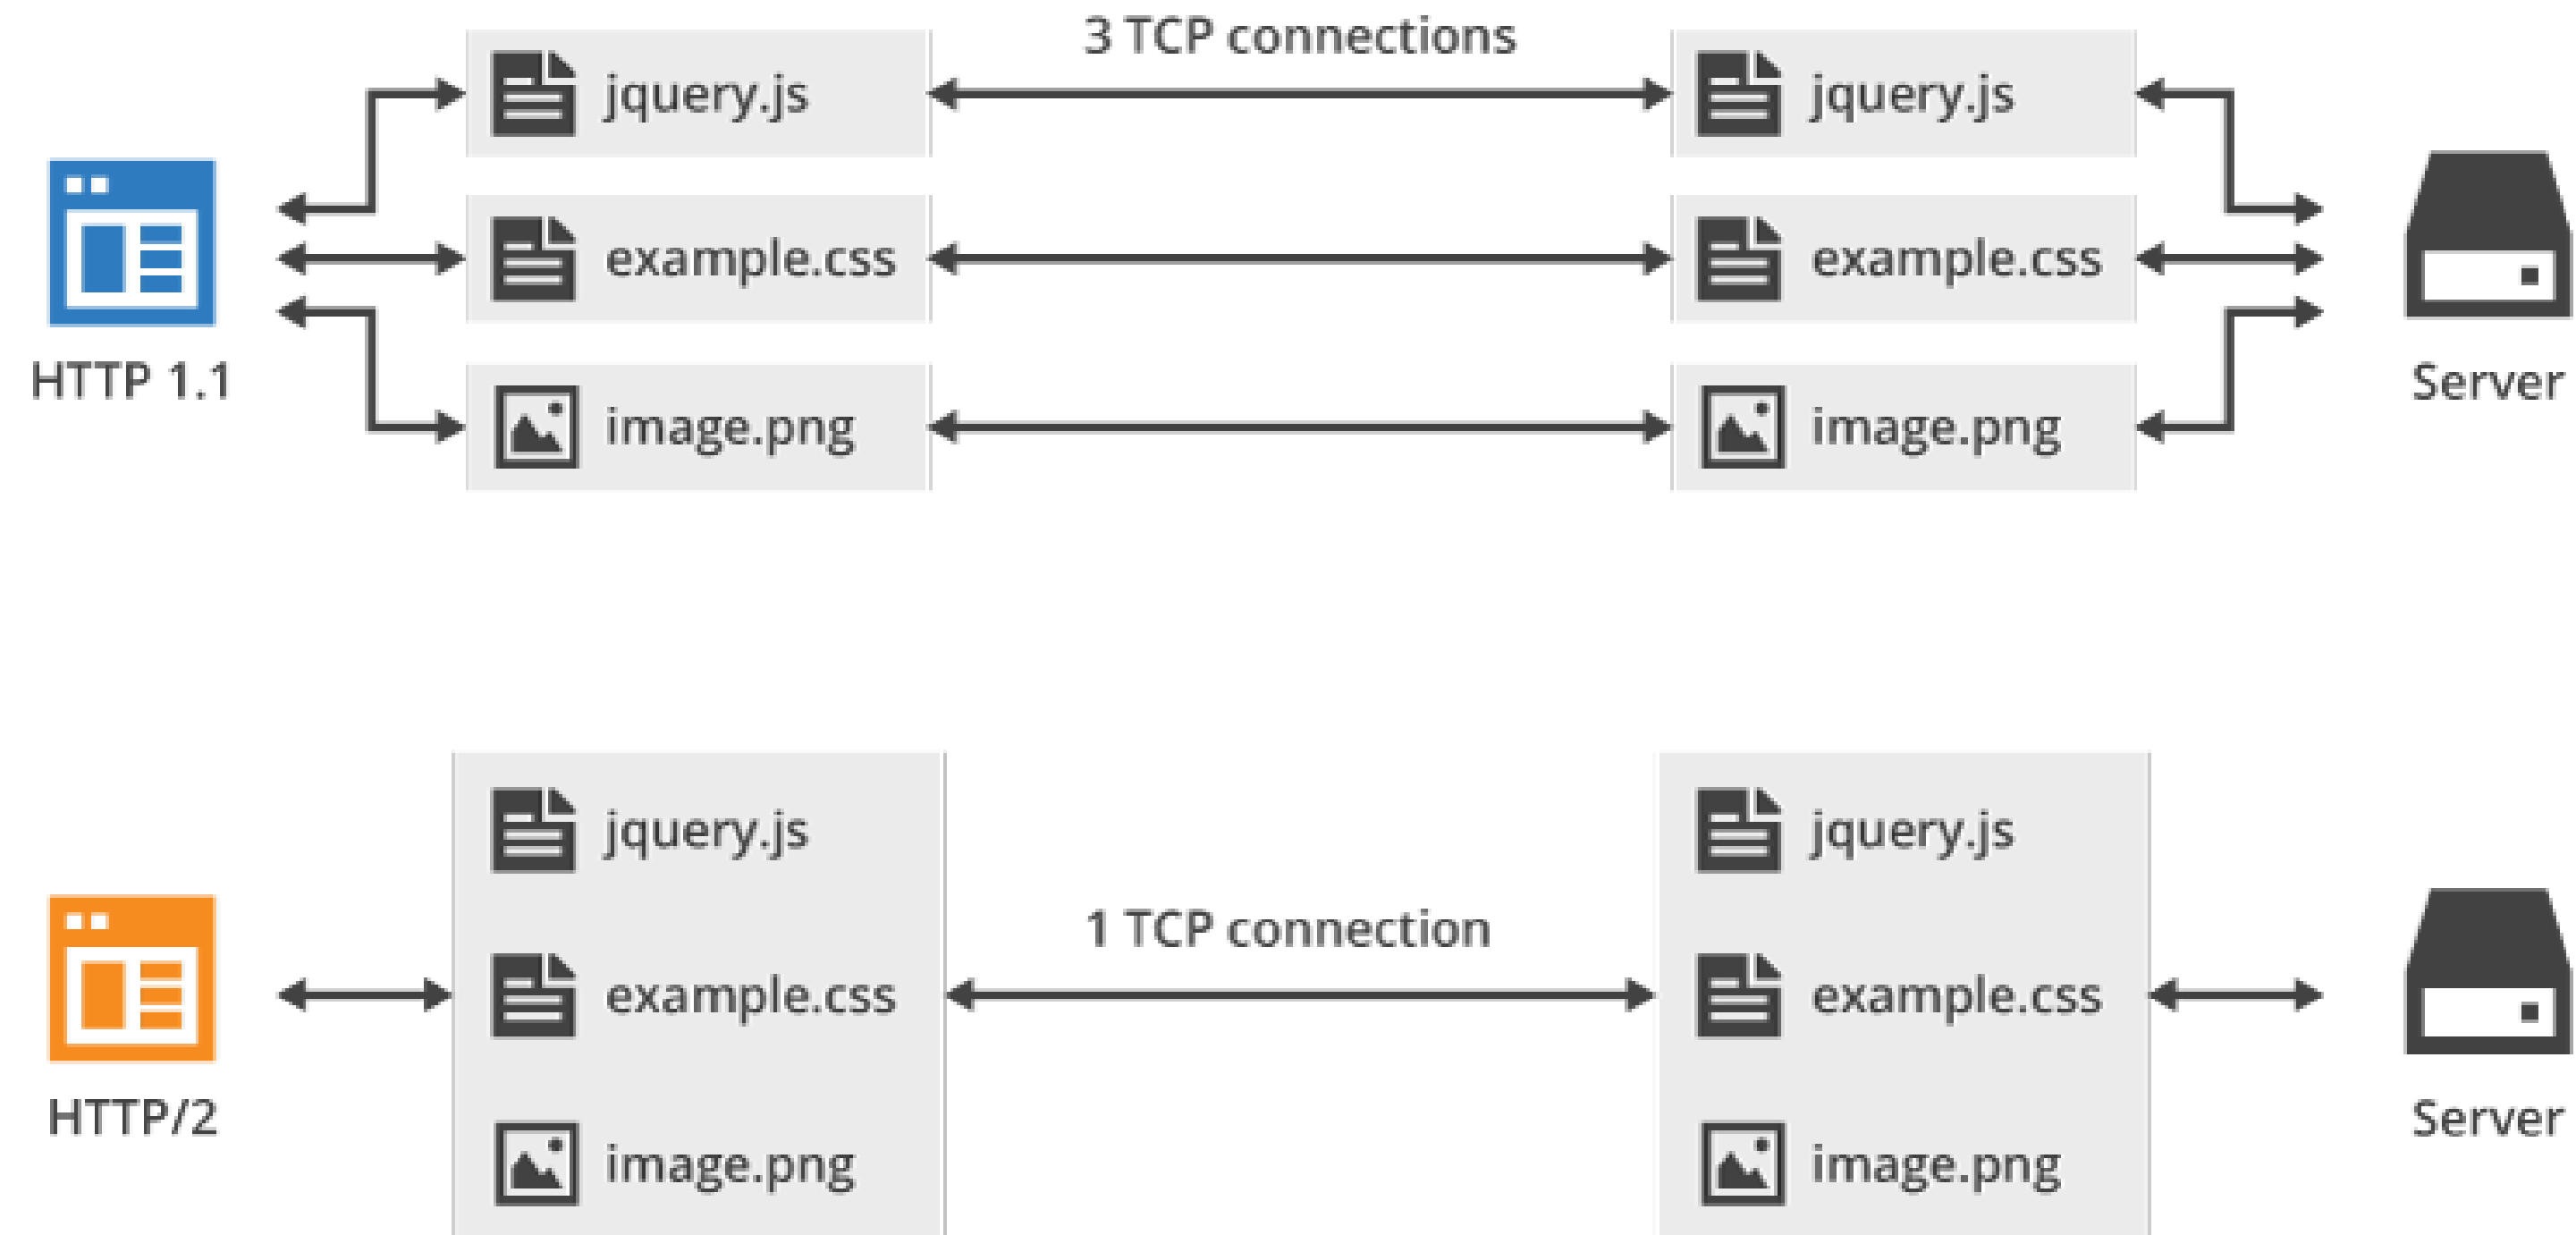 3 TCP connections
jquery.js
jquery.js
example.css
example.css
HTTP 1.1
Server
image.png
image.png
jquery.js
jquery.js
1 TCP connection
example.css
example.css
HTTP/2
Server
image.png
image.png